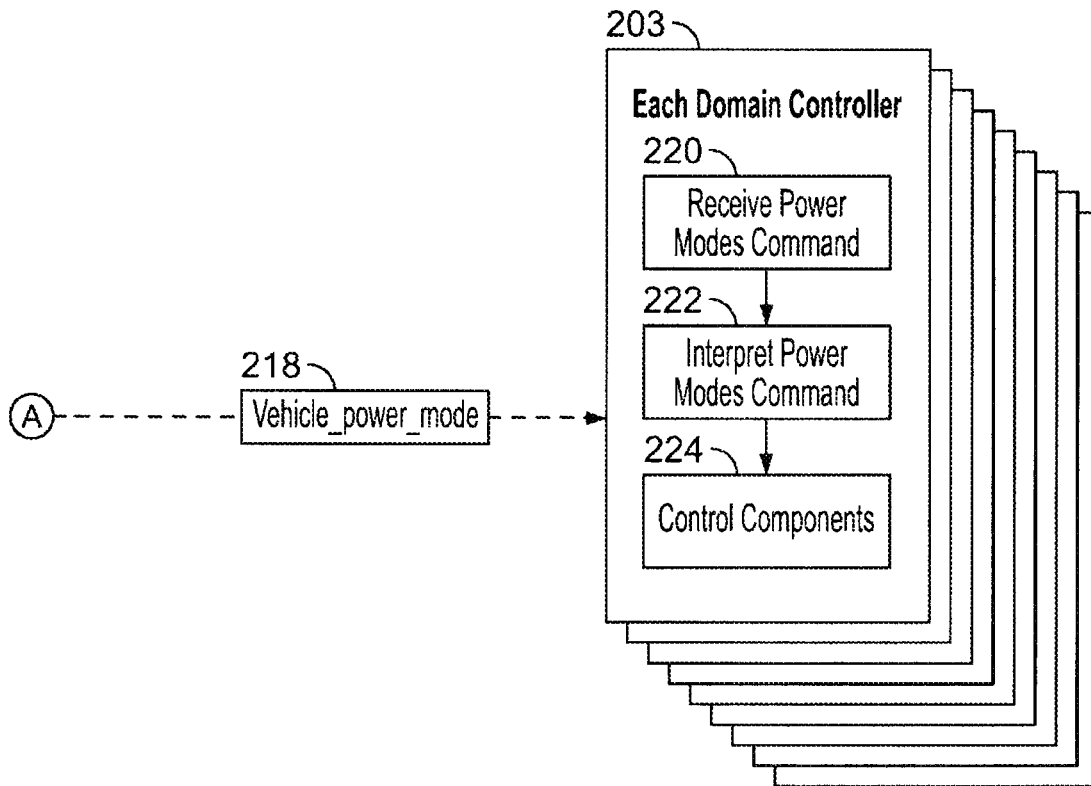 203
Each Domain Controller
220
Receive Power
Modes Command
222
Interpret Power
Modes Command
218
A
Vehicle_power_mode
224
Control Components